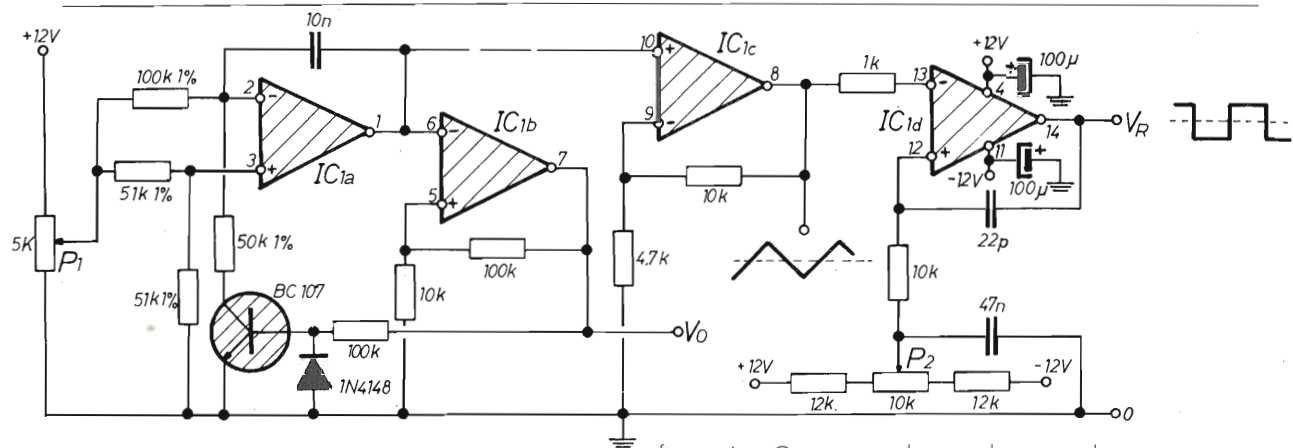 +12V
10n
100k 1%
2
-
1
3
+
IC1a
51k 1%
5K
P1
50k 1%
51k 1%
BC 107
1N4148
100k
6
-
IC1b
7
5
+
100k
10k
VO
10
+
IC1c
8
9
-
10k
4,7k
1k
13
-
IC1d
12
+
+12V
4
+
100µ
14
VR
11
-12V
+
100µ
22p
10k
47n
P2
+12V
-12V
12k
10k
12k
0